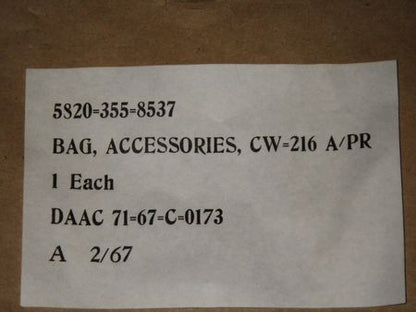 5820=355=8537
BAG, ACCESSORIES, CW=216 A/PR
1 Each
DAAC 71=67=C=0173
A 2/67